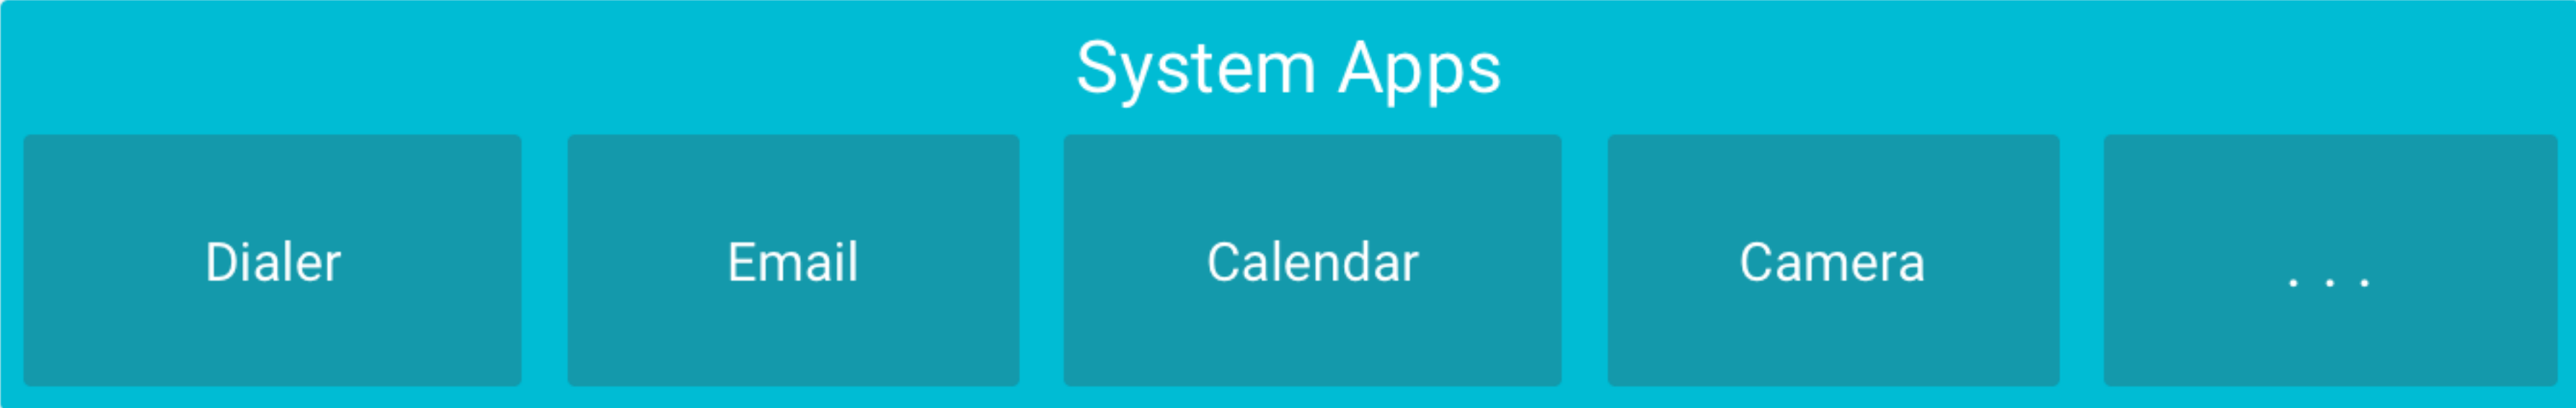 System Apps
Dialer
Email
Calendar
Camera
. . .